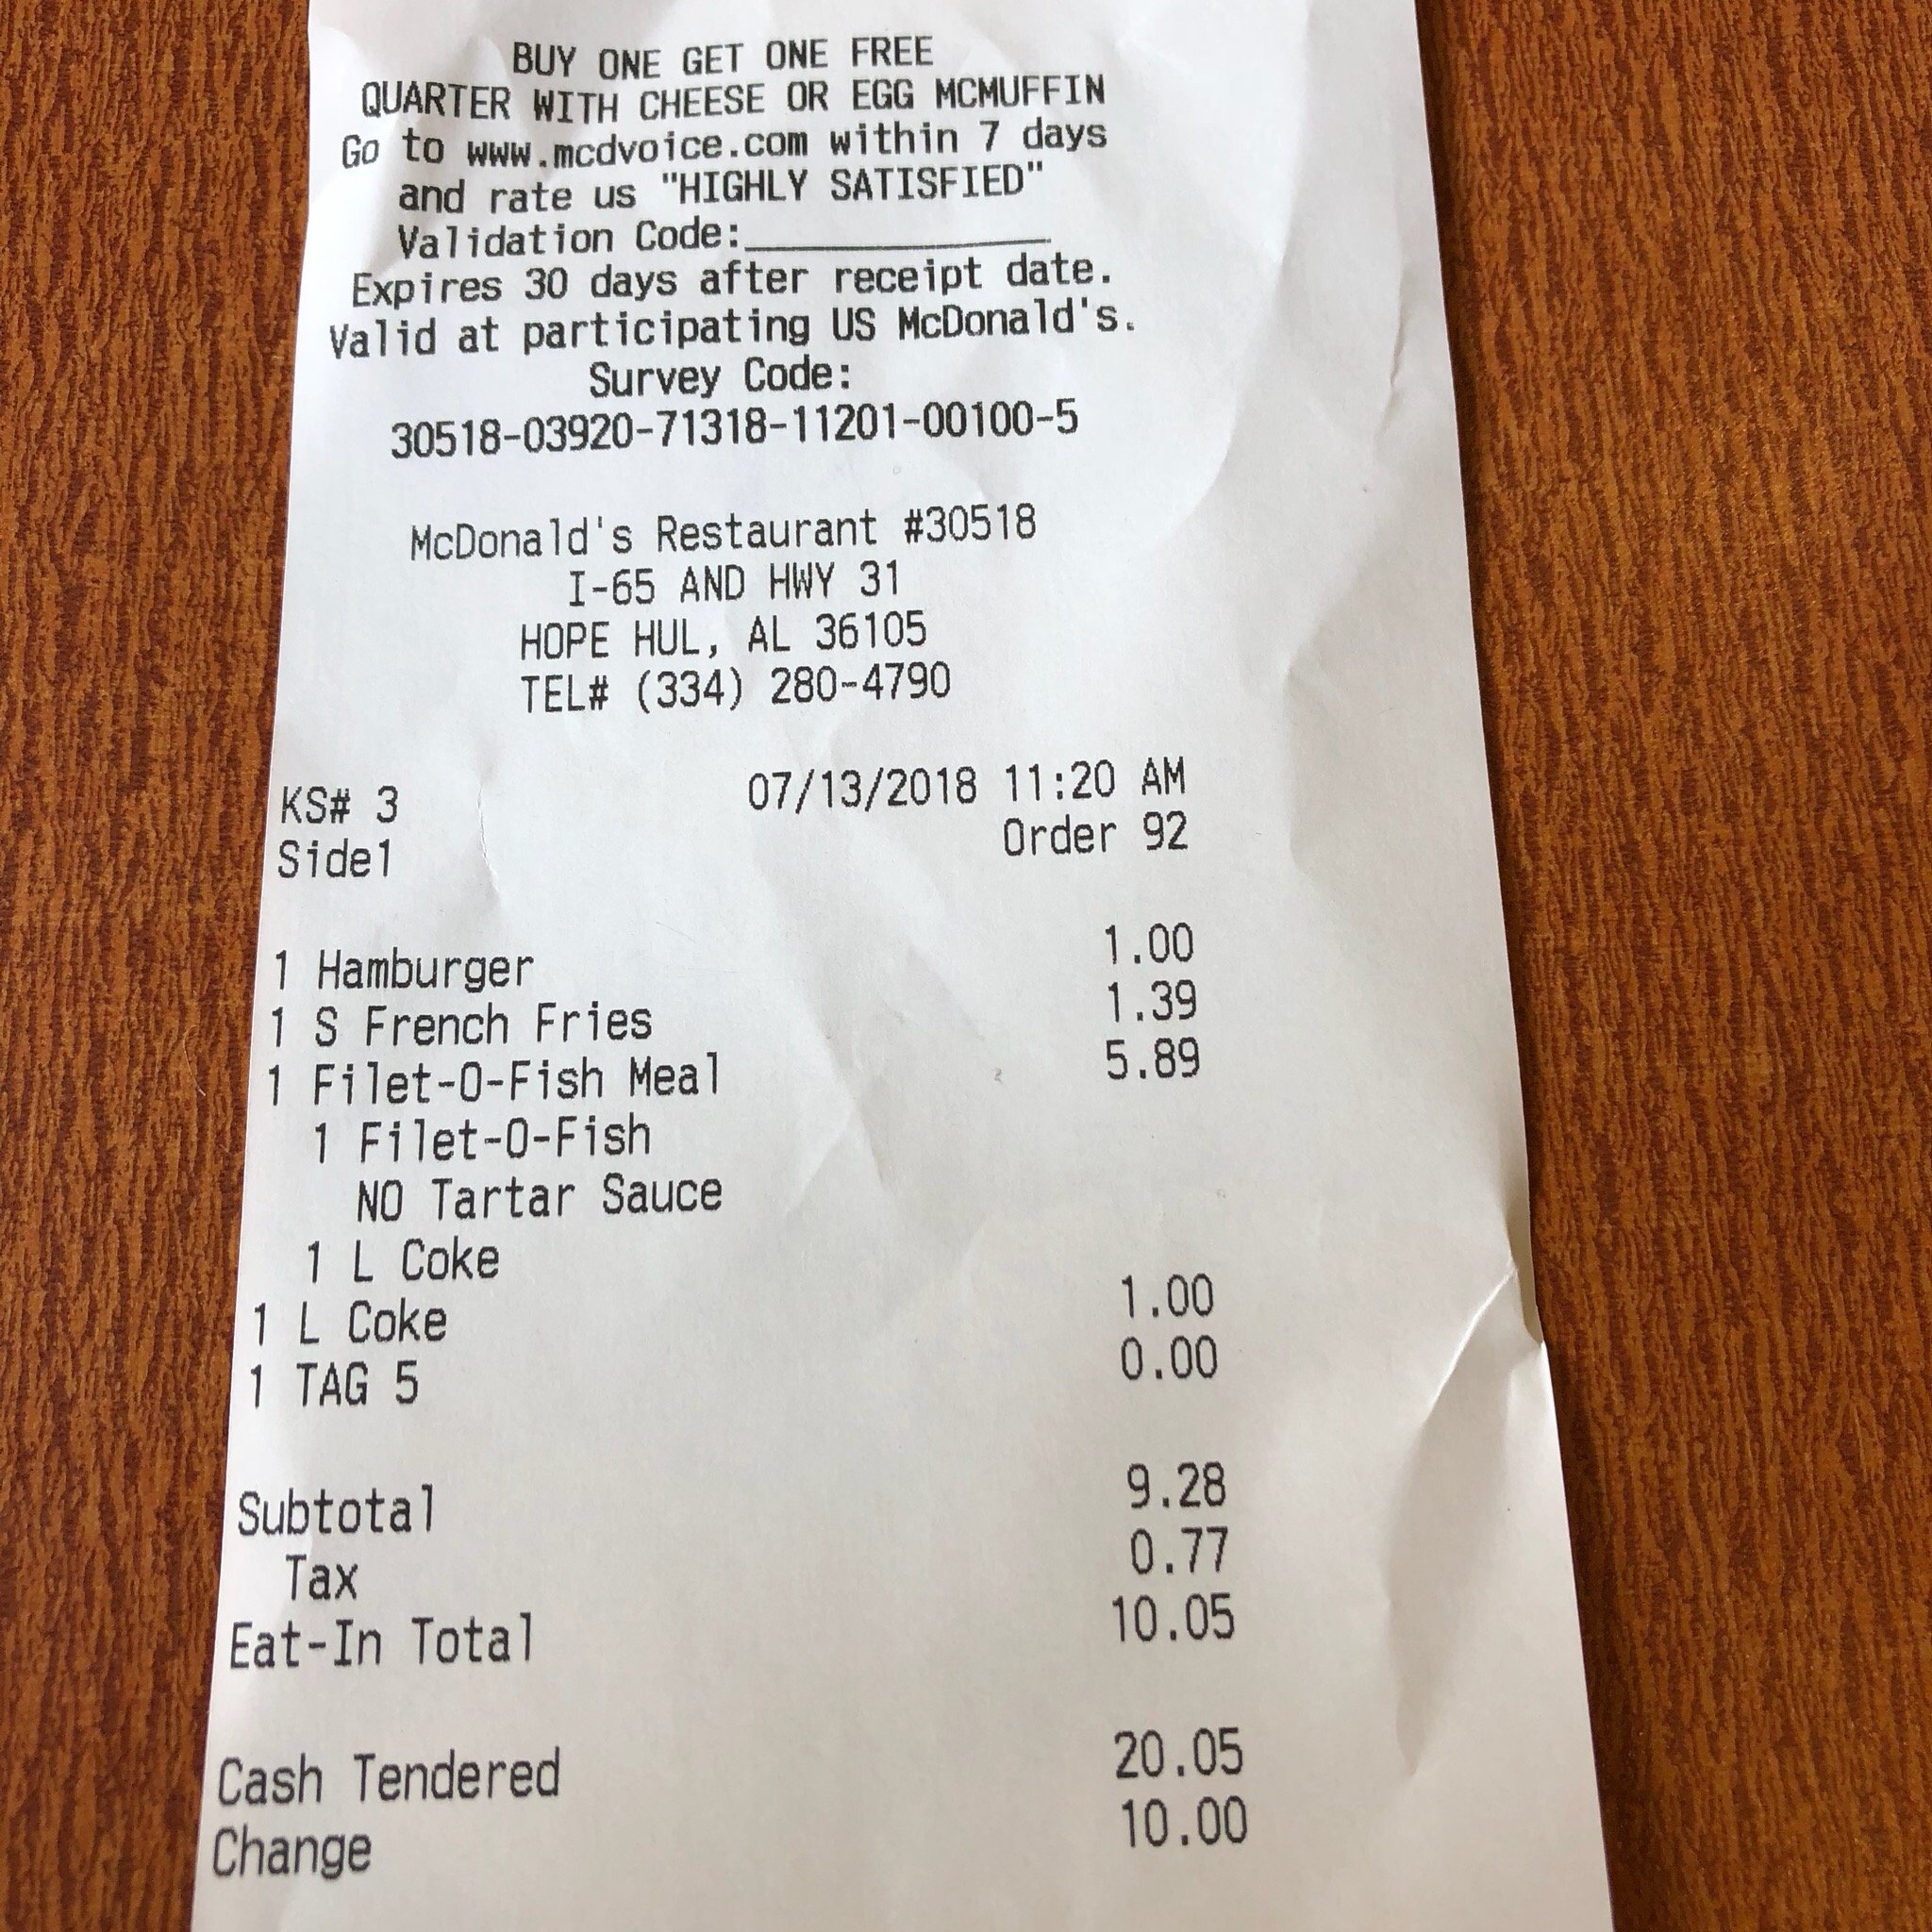 BUY ONE GET ONE FREE
QUARTER WITH CHEESE OR EGG MCMUFFIN
Go to www.mcdvoice.com within 7 days
and rate us "HIGHLY SATISFIED"
Validation Code:______________
Expires 30 days after receipt date.
Valid at participating US McDonald's.
Survey Code:
30518-03920-71318-11201-00100-5
McDonald's Restaurant #30518
I-65 AND HWY 31
HOPE HUL, AL 36105
TEL# (334) 280-4790
KS# 3 07/13/2018 11:20 AM
Side1 Order 92
1 Hamburger 1.00
1 S French Fries 1.39
1 Filet-O-Fish Meal 5.89
1 Filet-O-Fish
NO Tartar Sauce
1 L Coke
1 L Coke 1.00
1 TAG 5 0.00
Subtotal 9.28
Tax 0.77
Eat-In Total 10.05
Cash Tendered 20.05
Change 10.00